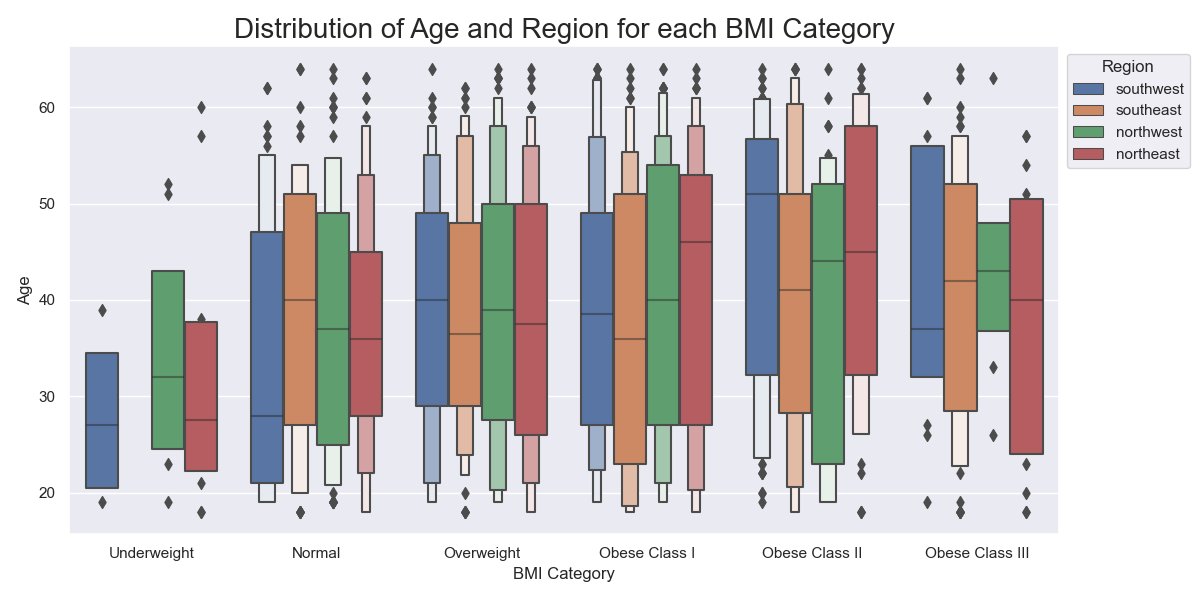 Distribution of Age and Region for each BMI Category
Region
southwest
southeast
northwest
northeast
Age
60
50
40
30
20
Underweight
Normal
Overweight
Obese Class I
Obese Class II
Obese Class III
BMI Category